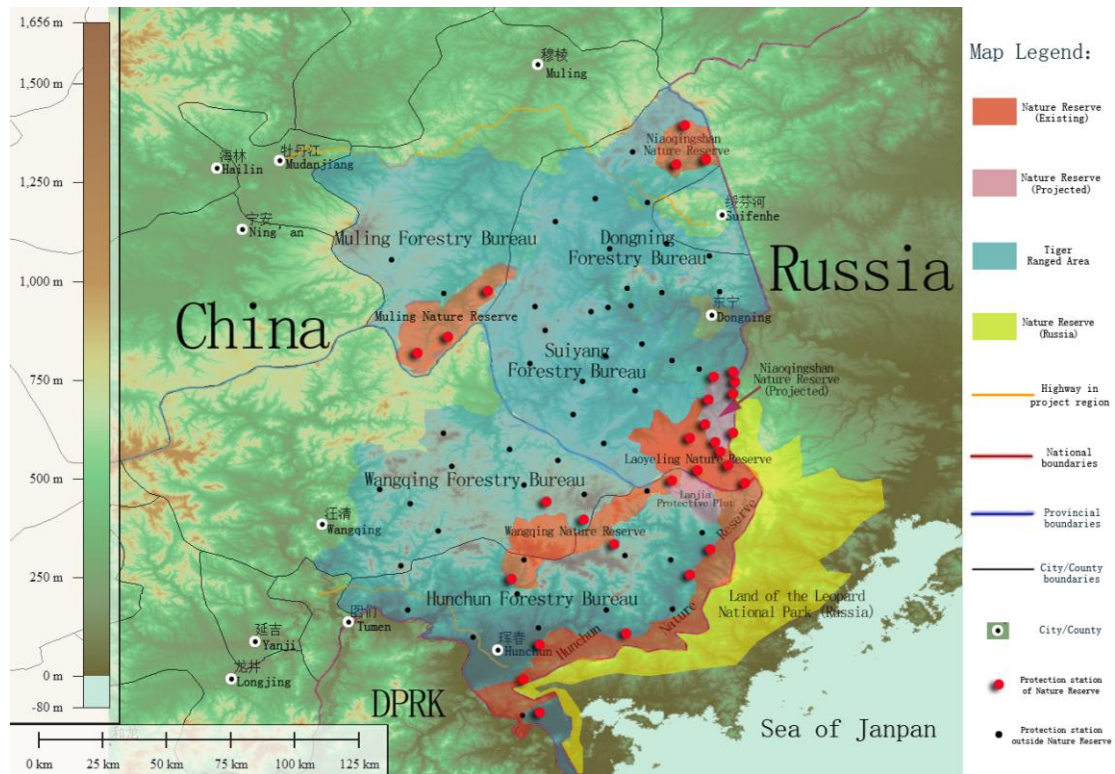 1,656 m
1,500 m
1,250 m
1,000 m
750 m
500 m
250 m
0 m
-80 m
0 km
25 km
50 km
75 km
100 km
125 km
穆棱
Muling
牡丹江
Mudanjiang
海林
Hailin
宁安
Ning'an
Niaoqingshan
Nature Reserve
绥芬河
Suifenhe
Muling Forestry Bureau
Dongning
Forestry Bureau
Russia
China
东宁
Dongning
Muling Nature Reserve
Suiyang
Forestry Bureau
Niaoqingshan
Nature Reserve
(Projected)
Laoyeling Nature Reserve
Wangqing Forestry Bureau
Lanjia
Protective Plot
汪清
Wangqing
Wangqing Nature Reserve
Hunchun Forestry Bureau
Hunchun Nature Reserve
Land of the Leopard
National Park (Russia)
图们
Tumen
延吉
Yanji
珲春
Hunchun
龙井
Longjing
和龙
DPRK
Sea of Janpan
Map Legend:
Nature Reserve
(Existing)
Nature Reserve
(Projected)
Tiger
Ranged Area
Nature Reserve
(Russia)
Highway in
project region
National
boundaries
Provincial
boundaries
City/County
boundaries
City/County
Protection station
of Nature Reserve
Protection station
outside Nature Reserve